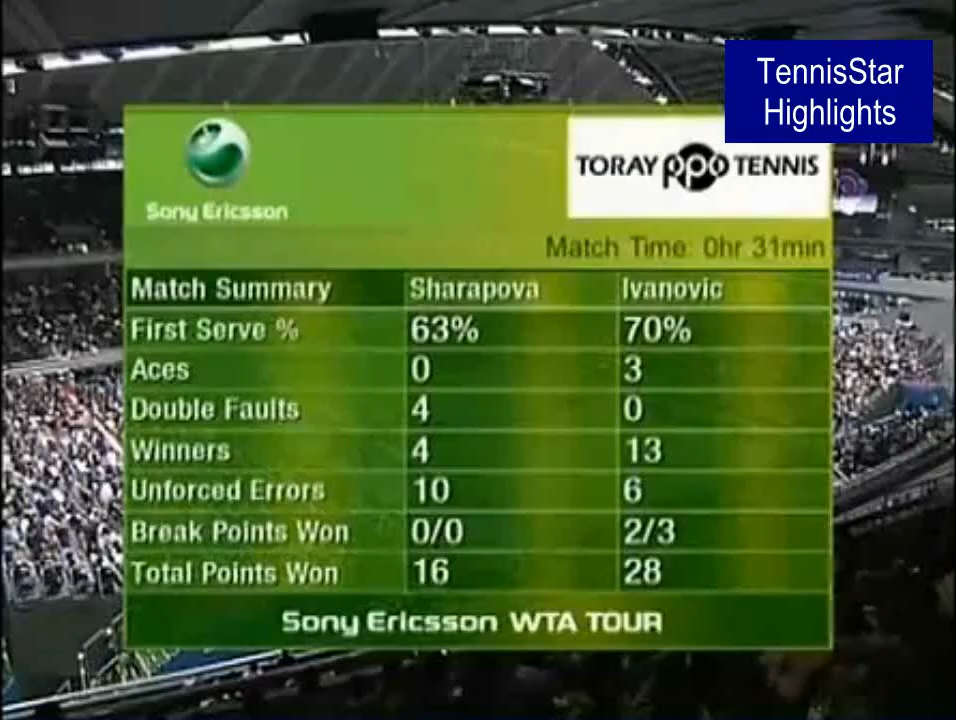 TennisStar
Highlights
Sony Ericsson
TORAY ppo TENNIS
Match Time: 0hr 31min
Match Summary Sharapova Ivanovic
First Serve % 63% 70%
Aces 0 3
Double Faults 4 0
Winners 4 13
Unforced Errors 10 6
Break Points Won 0/0 2/3
Total Points Won 16 28
Sony Ericsson WTA TOUR